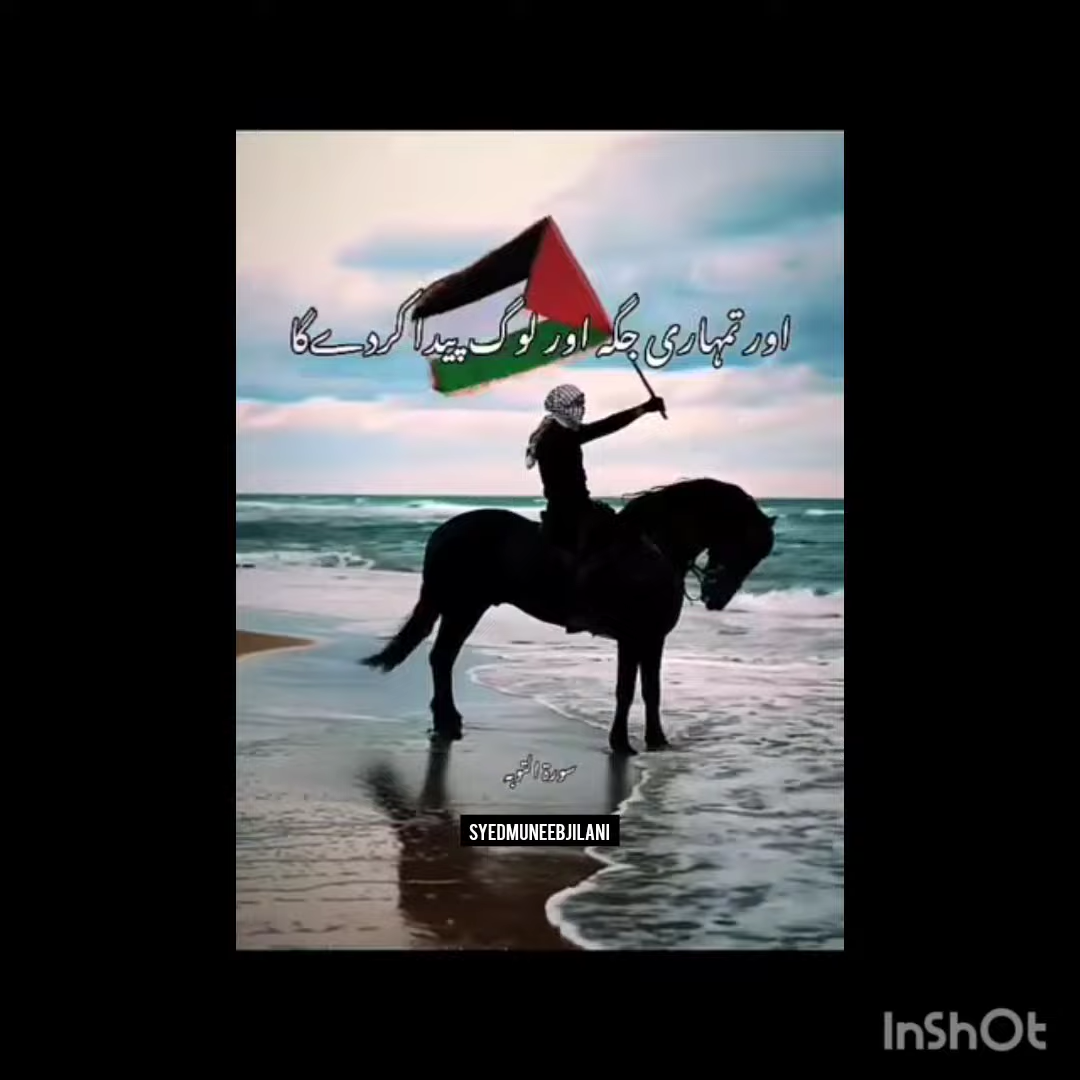 اور تمہاری جگہ اور لوگ پیدا کردے گا
سورۃ التوبہ
SYEDMUNEEBJILANI
InShOt